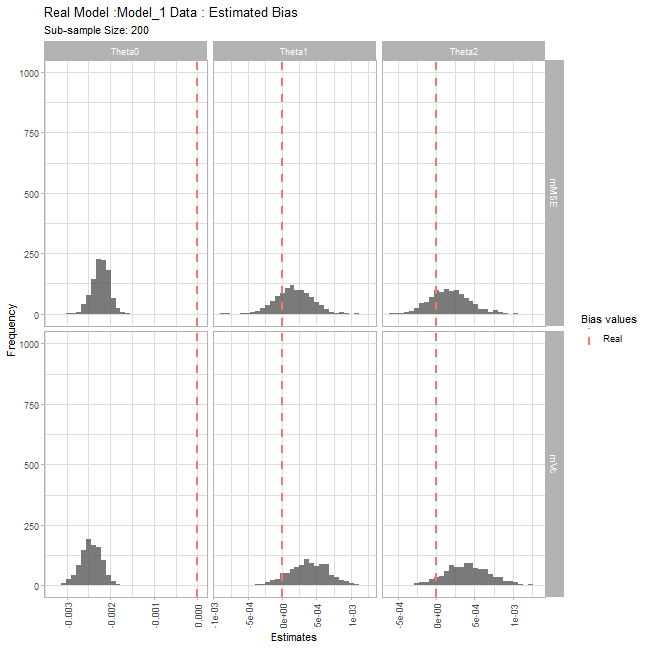 Real Model :Model_1 Data : Estimated Bias
Sub-sample Size: 200
Theta0 Theta1 Theta2
1000
750
500
250
0
mMSE
1000
750
500
250
0
mVc
Frequency
-0.003 -0.002 -0.001 0.000 -1e-03 0e+00 5e-04 1e-03 -5e-04 0e+00 5e-04 1e-03
Estimates
Bias values
Real